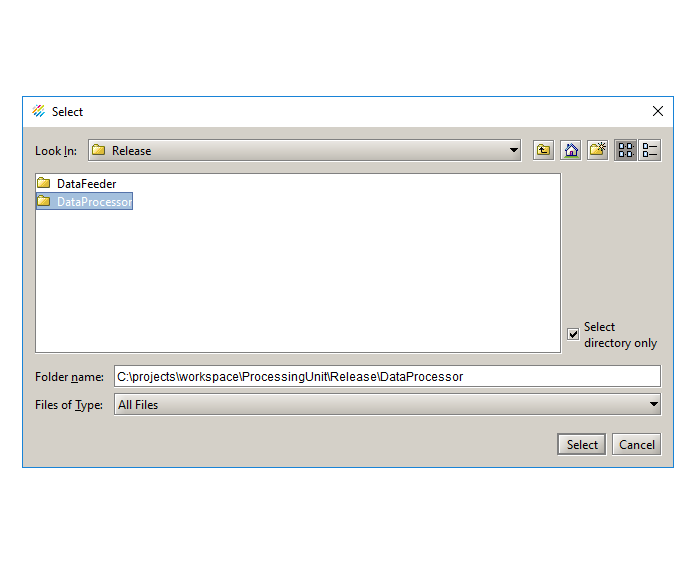 Select
Look In: Release
DataFeeder
DataProcessor
Select
directory only
Folder name: C:\projects\workspace\ProcessingUnit\Release\DataProcessor
Files of Type: All Files
Select Cancel